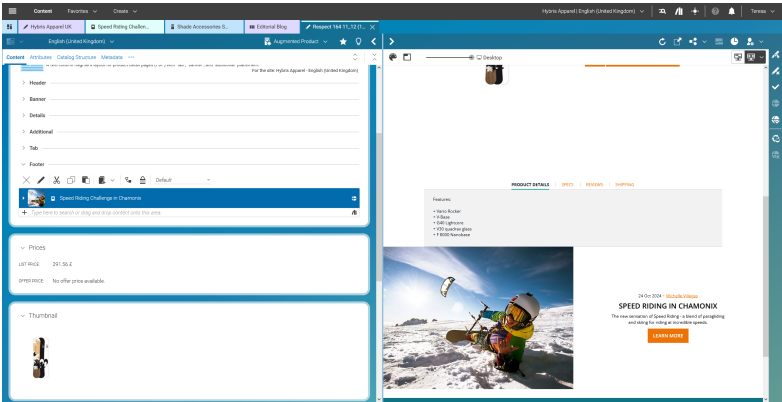 Content Favorites Create
Hybris Apparel | English (United Kingdom)
Teresa
Hybris Apparel UK
Speed Riding Challen...
Shade Accessories S...
Editorial Blog
Respect 164 11_12 (1...
English (United Kingdom)
Augmented Product
Content Attributes Catalog Structure Metadata
For the site: Hybris Apparel - English (United Kingdom)
Header
Banner
Details
Additional
Tab
Footer
Default
Speed Riding Challenge in Chamonix
Type here to search or drag and drop content onto this area.
Prices
LIST PRICE 291.56 £
OFFER PRICE No offer price available.
Thumbnail
Desktop
PRODUCT DETAILS | SPECS | REVIEWS | SHIPPING
Features:
• Vario Rocker
• V-Base
• G40 Lightcore
• V30 quadrax glass
• P 8000 Nanobase
24 Oct 2024 - Michelle Villejea
SPEED RIDING IN CHAMONIX
The new sensation of Speed Riding - a blend of paragliding
and skiing for riding at incredible speeds.
LEARN MORE